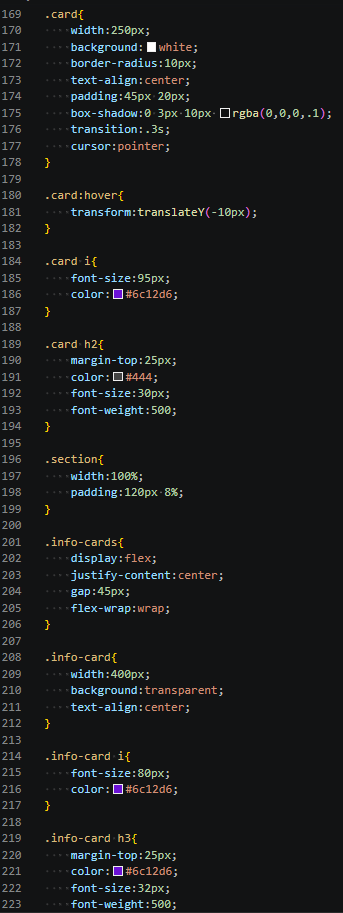 169 .card{
170     width:250px;
171     background: white;
172     border-radius:10px;
173     text-align:center;
174     padding:45px 20px;
175     box-shadow:0 3px 10px rgba(0,0,0,.1);
176     transition:.3s;
177     cursor:pointer;
178 }
179
180 .card:hover{
181     transform:translateY(-10px);
182 }
183
184 .card i{
185     font-size:95px;
186     color: #6c12d6;
187 }
188
189 .card h2{
190     margin-top:25px;
191     color: #444;
192     font-size:30px;
193     font-weight:500;
194 }
195
196 .section{
197     width:100%;
198     padding:120px 8%;
199 }
200
201 .info-cards{
202     display:flex;
203     justify-content:center;
204     gap:45px;
205     flex-wrap:wrap;
206 }
207
208 .info-card{
209     width:400px;
210     background:transparent;
211     text-align:center;
212 }
213
214 .info-card i{
215     font-size:80px;
216     color: #6c12d6;
217 }
218
219 .info-card h3{
220     margin-top:25px;
221     color: #6c12d6;
222     font-size:32px;
223     font-weight:500;